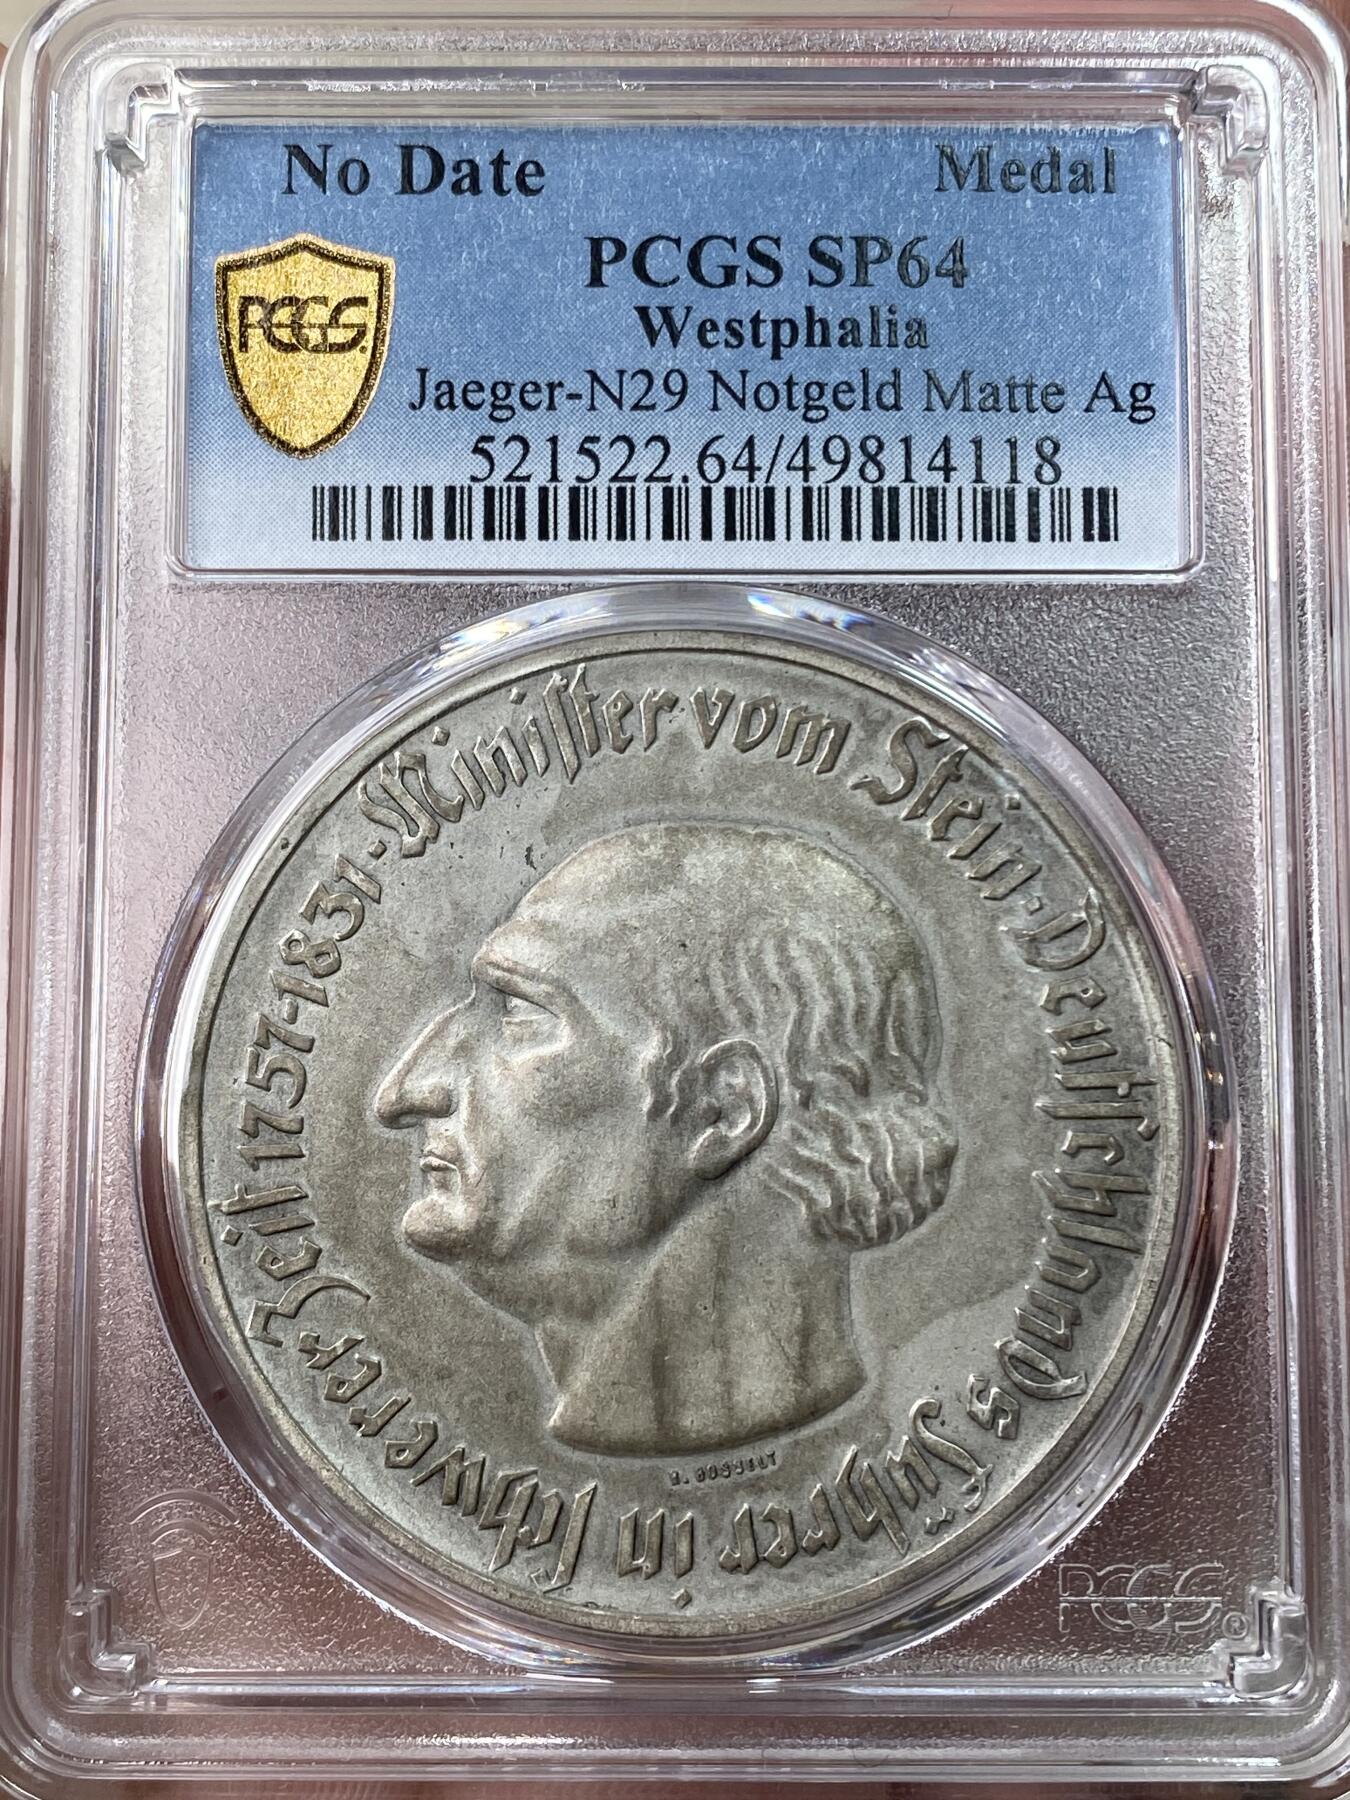 No Date Medal
PCGS SP64
Westphalia
PCGS
Jaeger-N29 Notgeld Matte Ag
521522.64/49814118
Minister vom Stein · Deutschlands Führer in schwerer Zeit 1757-1831 ·
R. BOSSELT
PCGS